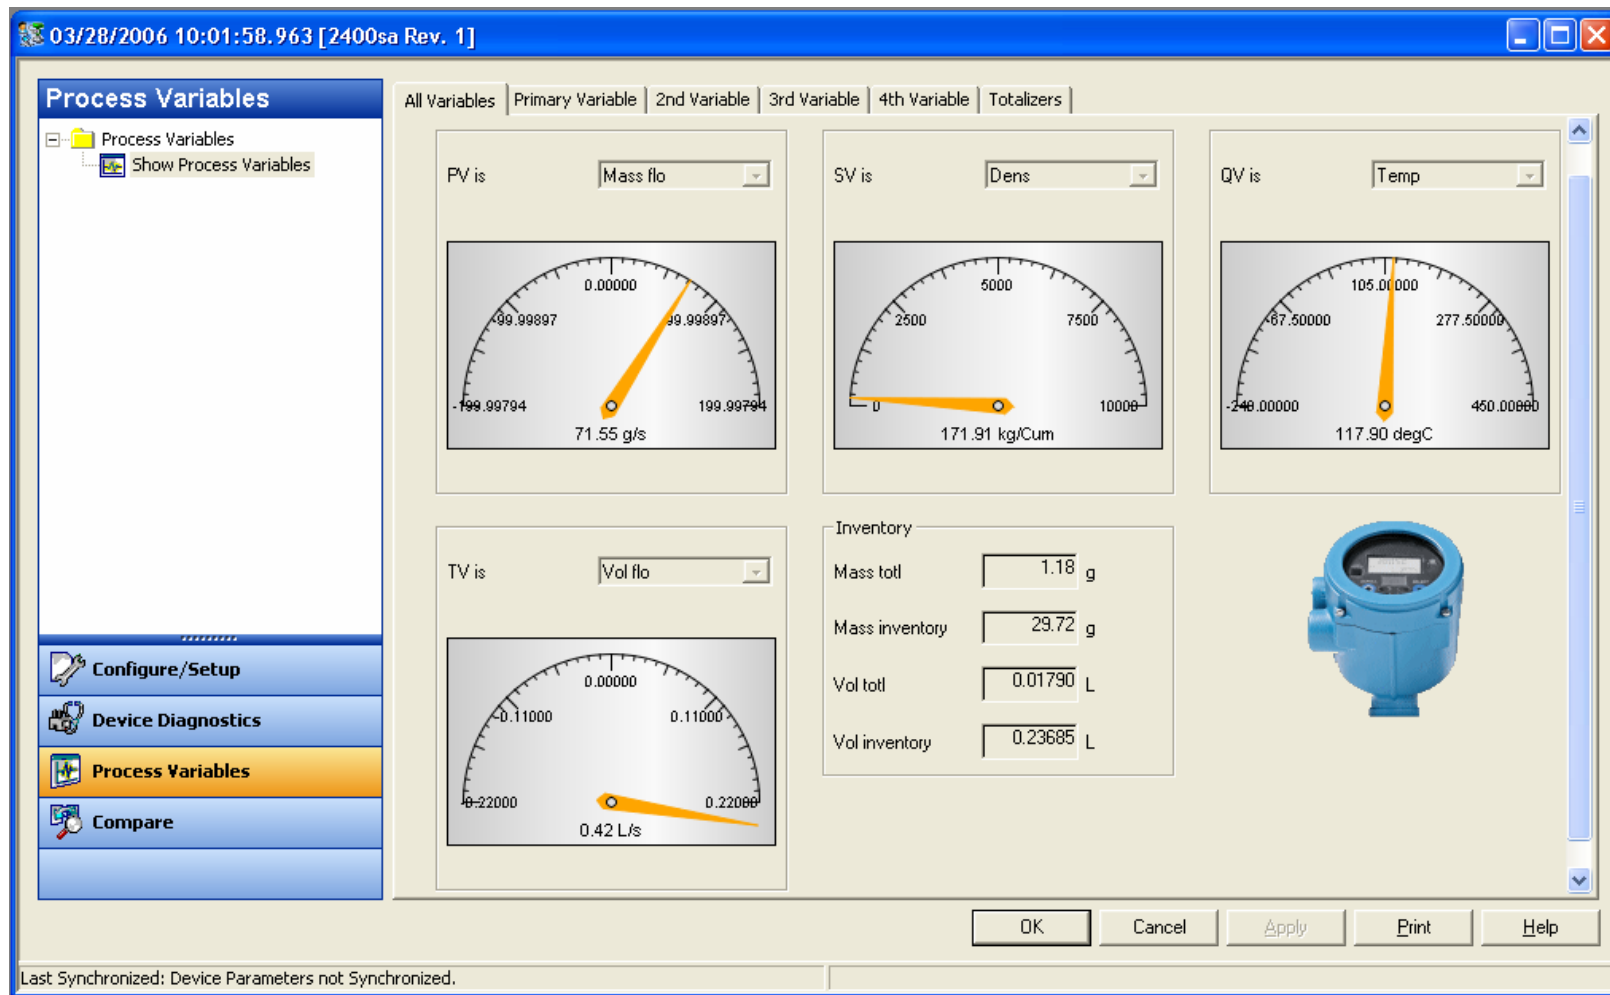 03/28/2006 10:01:58.963 [2400sa Rev. 1]
Process Variables
Process Variables
Show Process Variables
Configure/Setup
Device Diagnostics
Process Variables
Compare
All Variables Primary Variable 2nd Variable 3rd Variable 4th Variable Totalizers
PV is Mass flo
0.00000
-99.99897 99.99897
-199.99794 199.99794
71.55 g/s
SV is Dens
5000
2500 7500
0 10000
171.91 kg/Cum
QV is Temp
105.00000
-67.50000 277.50000
-240.00000 450.00000
117.90 degC
TV is Vol flo
0.00000
-0.11000 0.11000
-0.22000 0.22000
0.42 L/s
Inventory
Mass totl 1.18 g
Mass inventory 29.72 g
Vol totl 0.01790 L
Vol inventory 0.23685 L
OK Cancel Apply Print Help
Last Synchronized: Device Parameters not Synchronized.